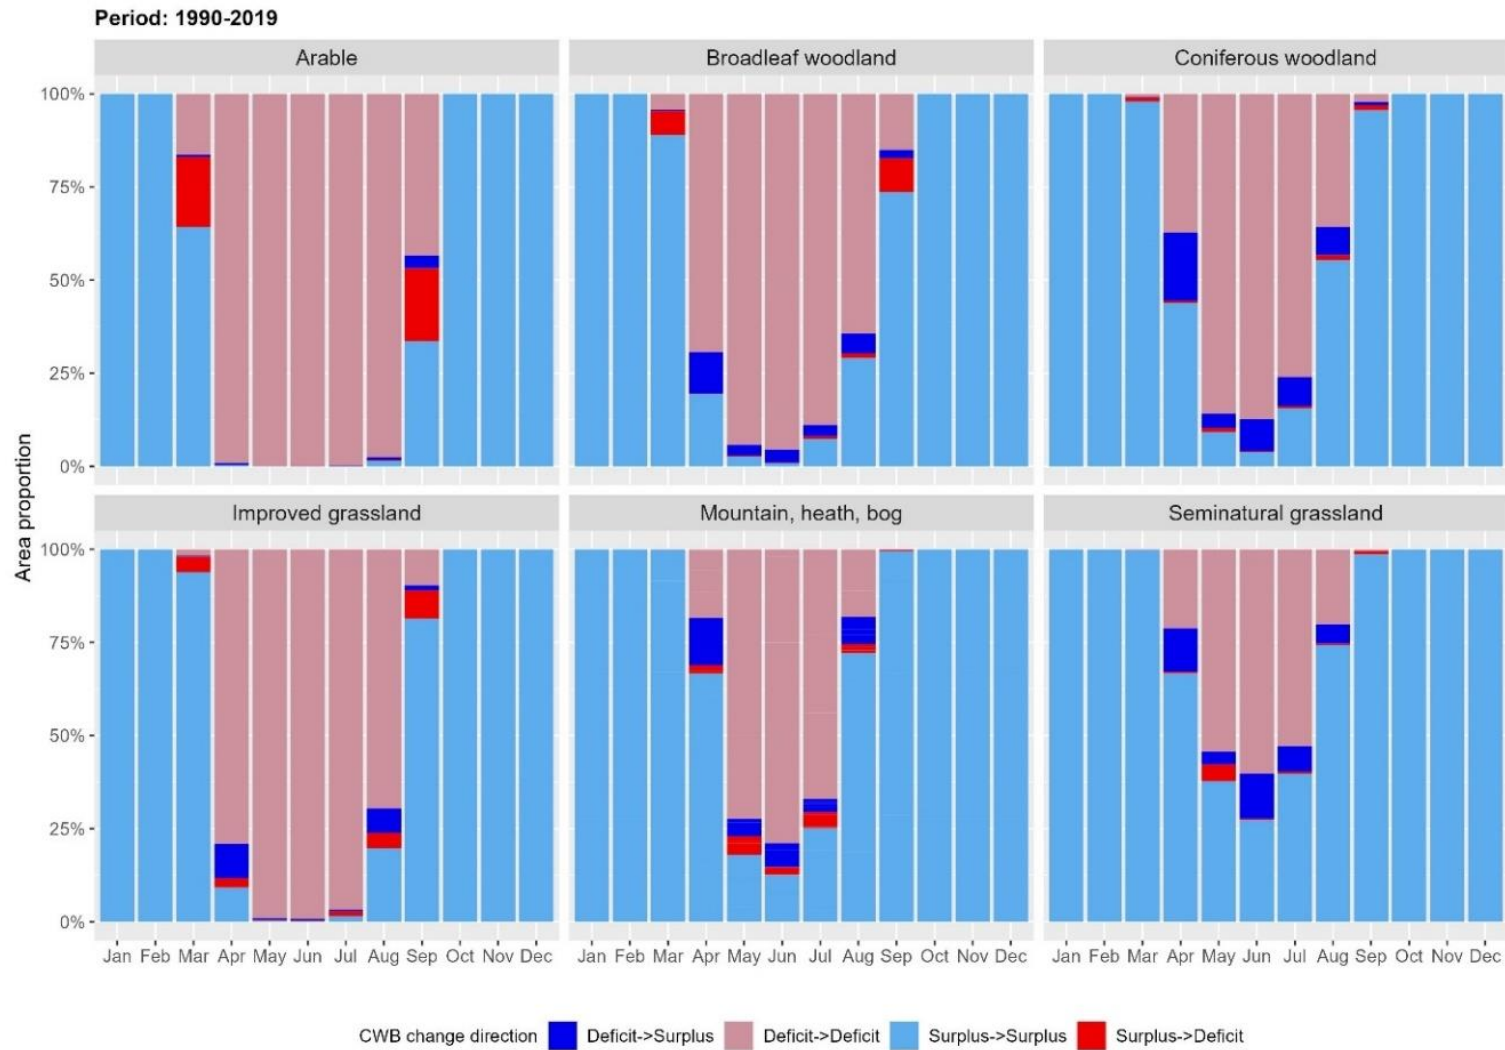 Period: 1990-2019
Arable
Broadleaf woodland
Coniferous woodland
100%
75%
50%
25%
0%
Area proportion
Improved grassland
Mountain, heath, bog
Seminatural grassland
100%
75%
50%
25%
0%
Jan Feb Mar Apr May Jun Jul Aug Sep Oct Nov Dec
Jan Feb Mar Apr May Jun Jul Aug Sep Oct Nov Dec
Jan Feb Mar Apr May Jun Jul Aug Sep Oct Nov Dec
CWB change direction Deficit->Surplus Deficit->Deficit Surplus->Surplus Surplus->Deficit